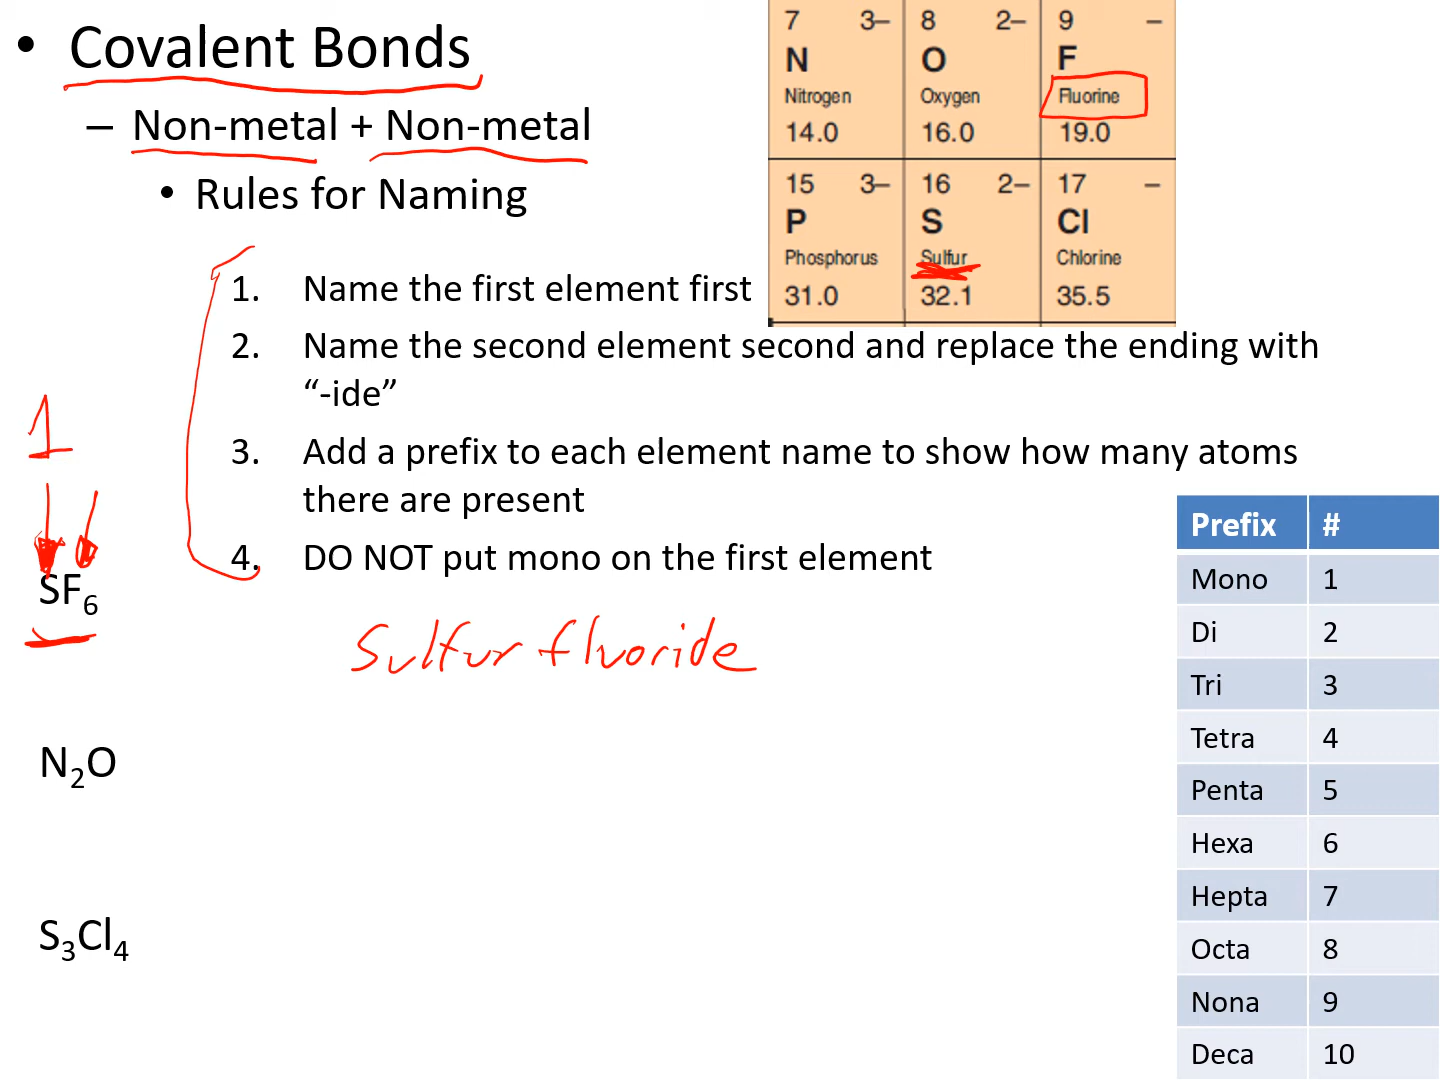 • Covalent Bonds
– Non-metal + Non-metal
• Rules for Naming
7 3– 8 2– 9 –
N O F
Nitrogen Oxygen Fluorine
14.0 16.0 19.0
15 3– 16 2– 17 –
P S Cl
Phosphorus Sulfur Chlorine
31.0 32.1 35.5
1. Name the first element first
2. Name the second element second and replace the ending with
“-ide”
3. Add a prefix to each element name to show how many atoms
there are present
4. DO NOT put mono on the first element
1
SF₆
Sulfur fluoride
N₂O
S₃Cl₄
Prefix #
Mono 1
Di 2
Tri 3
Tetra 4
Penta 5
Hexa 6
Hepta 7
Octa 8
Nona 9
Deca 10